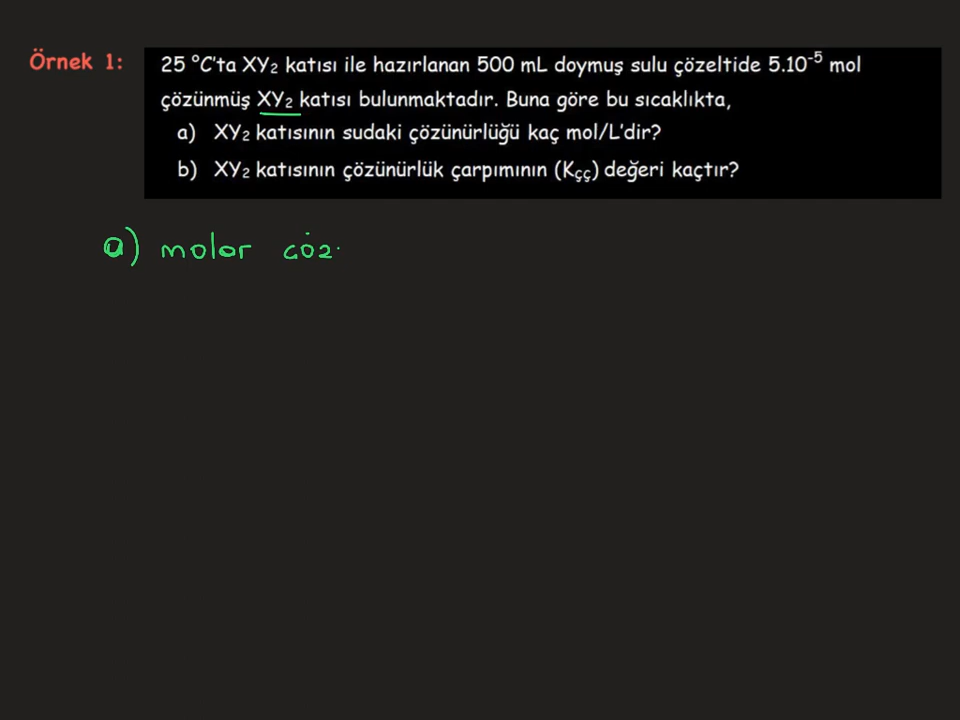 Örnek 1:
25 °C'ta XY₂ katısı ile hazırlanan 500 mL doymuş sulu çözeltide 5.10⁻⁵ mol
çözünmüş XY₂ katısı bulunmaktadır. Buna göre bu sıcaklıkta,
a) XY₂ katısının sudaki çözünürlüğü kaç mol/L'dir?
b) XY₂ katısının çözünürlük çarpımının (Kçç) değeri kaçtır?
a) molar cöz